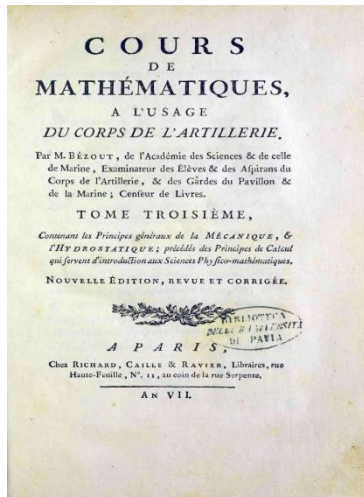 COURS
DE
MATHÉMATIQUES,
A L'USAGE
DU CORPS DE L'ARTILLERIE.
Par M. BÉZOUT, de l'Académie des Sciences & de celle
de Marine, Examinateur des Élèves & des Aspirans du
Corps de l'Artillerie, & des Gârdes du Pavillon &
de la Marine; Censeur de Livres.
TOME TROISIÈME,
Contenant les Principes généraux de la MÉCANIQUE, &
l'HYDROSTATIQUE; précédés des Principes de Calcul
qui servent d'introduction aux Sciences Physico-mathématiques.
NOUVELLE ÉDITION, REVUE ET CORRIGÉE.
BIBLIOTECA
DELLA R. UNIVERSITÀ
DI PAVIA
A PARIS,
Chez RICHARD, CAILLE & RAVIER, Libraires, rue
Haute-Feuille, N°. 11, au coin de la rue Serpente.
AN VII.